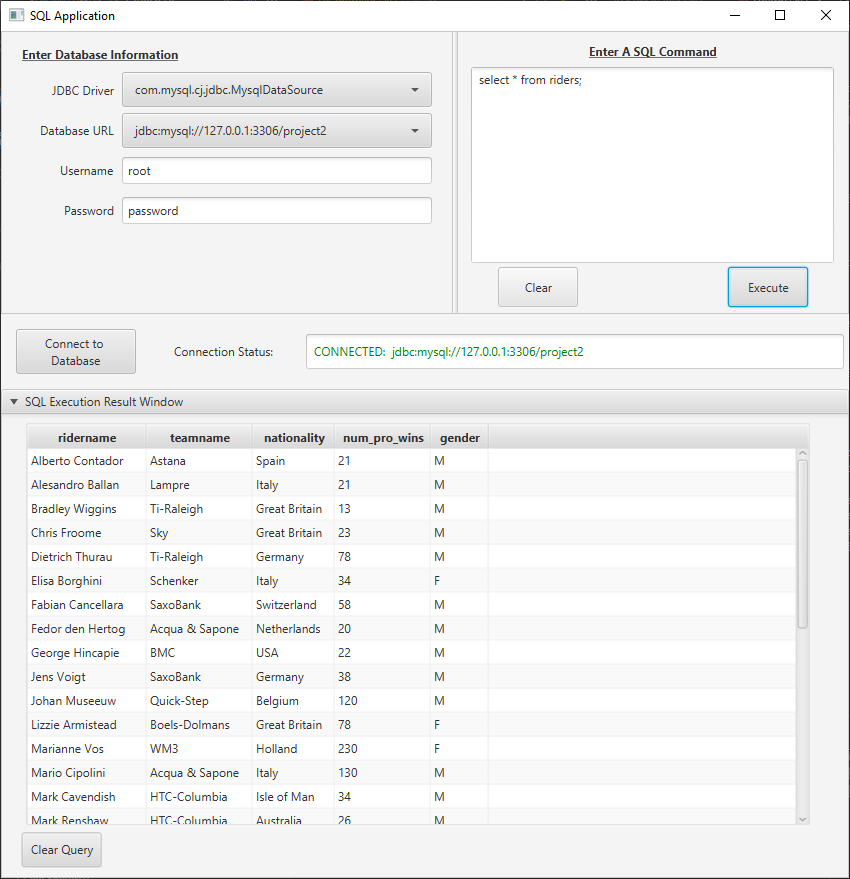 SQL Application
Enter Database Information
JDBC Driver com.mysql.cj.jdbc.MysqlDataSource
Database URL jdbc:mysql://127.0.0.1:3306/project2
Username root
Password password
Enter A SQL Command
select * from riders;
Clear Execute
Connect to
Database
Connection Status: CONNECTED: jdbc:mysql://127.0.0.1:3306/project2
SQL Execution Result Window
ridername teamname nationality num_pro_wins gender
Alberto Contador Astana Spain 21 M
Alesandro Ballan Lampre Italy 21 M
Bradley Wiggins Ti-Raleigh Great Britain 13 M
Chris Froome Sky Great Britain 23 M
Dietrich Thurau Ti-Raleigh Germany 78 M
Elisa Borghini Schenker Italy 34 F
Fabian Cancellara SaxoBank Switzerland 58 M
Fedor den Hertog Acqua & Sapone Netherlands 20 M
George Hincapie BMC USA 22 M
Jens Voigt SaxoBank Germany 38 M
Johan Museeuw Quick-Step Belgium 120 M
Lizzie Armistead Boels-Dolmans Great Britain 78 F
Marianne Vos WM3 Holland 230 F
Mario Cipolini Acqua & Sapone Italy 130 M
Mark Cavendish HTC-Columbia Isle of Man 34 M
Mark Renshaw HTC-Columbia Australia 26 M
Clear Query